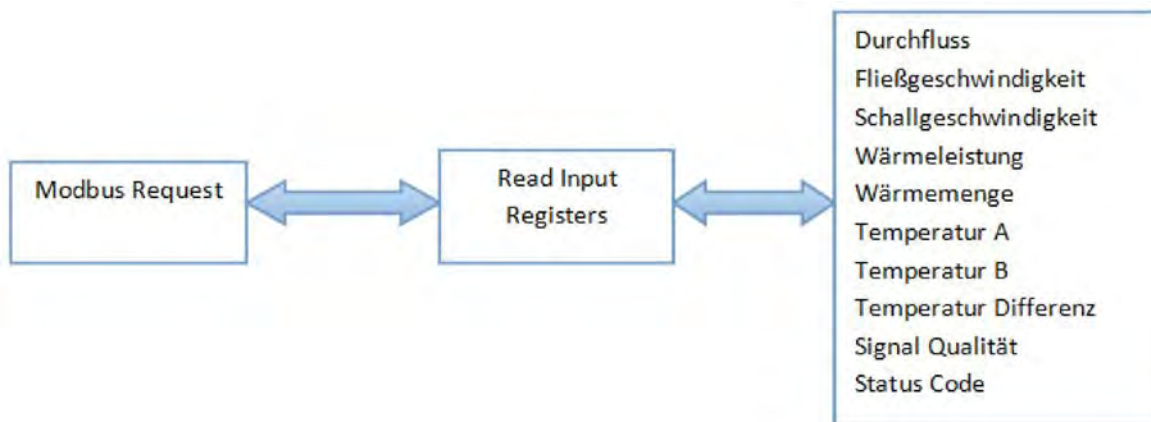 Modbus Request
Read Input
Registers
Durchfluss
Fließgeschwindigkeit
Schallgeschwindigkeit
Wärmeleistung
Wärmemenge
Temperatur A
Temperatur B
Temperatur Differenz
Signal Qualität
Status Code